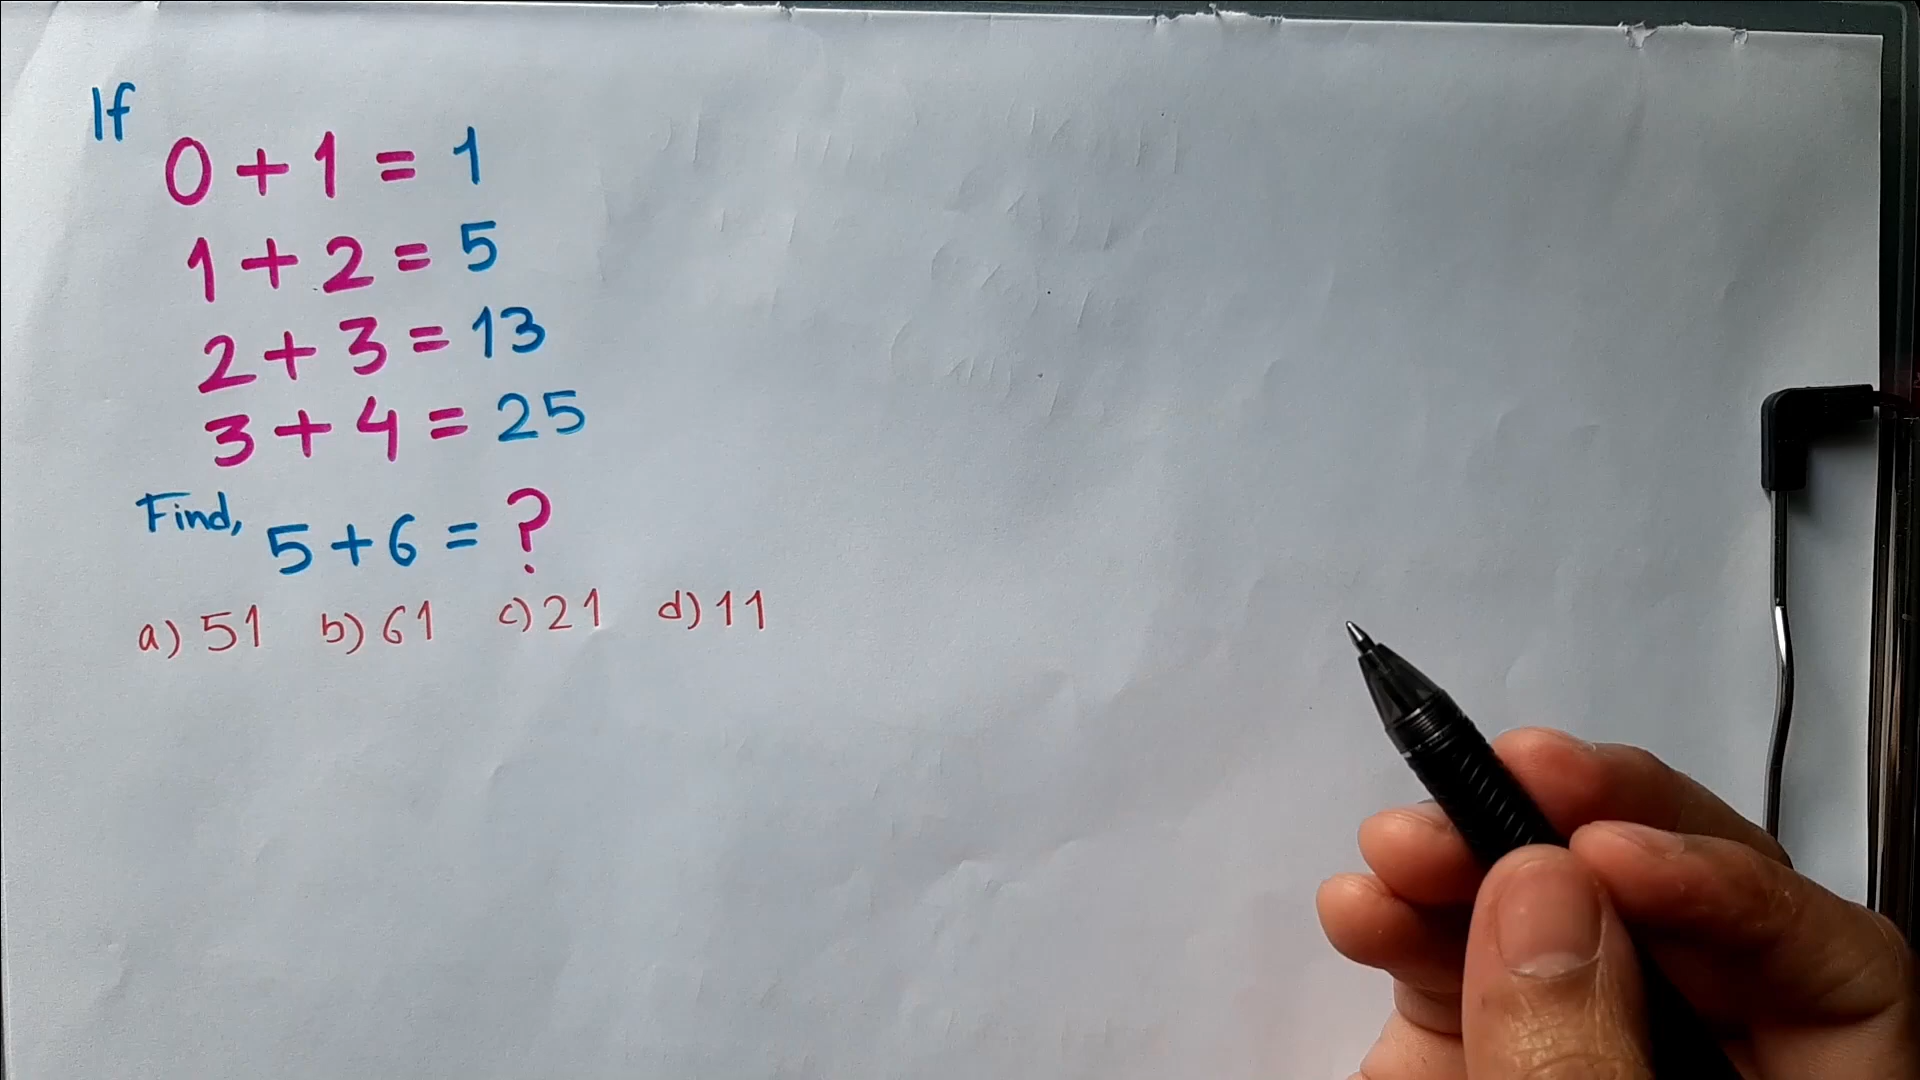 If
0 + 1 = 1
1 + 2 = 5
2 + 3 = 13
3 + 4 = 25
Find, 5 + 6 = ?
a) 51 b) 61 c) 21 d) 11